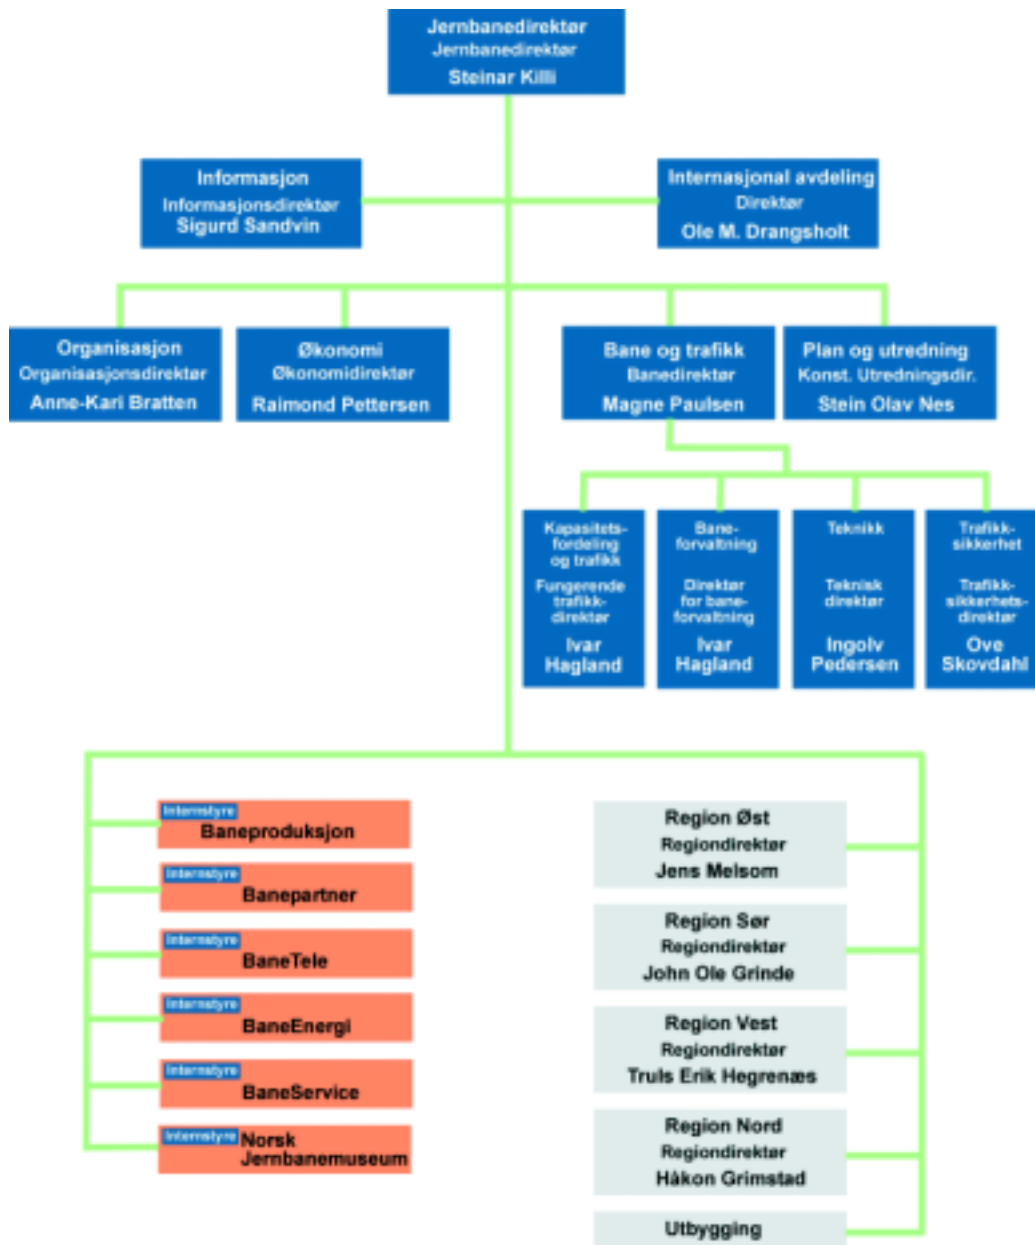 Jernbanedirektør
Jernbanedirektør
Steinar Killi
Informasjon
Informasjonsdirektør
Sigurd Sandvin
Internasjonal avdeling
Direktør
Ole M. Drangsholt
Organisasjon
Organisasjonsdirektør
Anne-Kari Bratten
Økonomi
Økonomidirektør
Raimond Pettersen
Bane og trafikk
Banedirektør
Magne Paulsen
Plan og utredning
Konst. Utredningsdir.
Stein Olav Nes
Kapasitets-
fordeling
og trafikk
Fungerende
trafikk-
direktør
Ivar
Hagland
Bane-
forvaltning
Direktør
for bane-
forvaltning
Ivar
Hagland
Teknikk
Teknisk
direktør
Ingolv
Pedersen
Trafikk-
sikkerhet
Trafikk-
sikkerhets-
direktør
Ove
Skovdahl
Internstyre
Baneproduksjon
Internstyre
Banepartner
Internstyre
BaneTele
Internstyre
BaneEnergi
Internstyre
BaneService
Internstyre
Norsk
Jernbanemuseum
Region Øst
Regiondirektør
Jens Melsom
Region Sør
Regiondirektør
John Ole Grinde
Region Vest
Regiondirektør
Truls Erik Hegrenæs
Region Nord
Regiondirektør
Håkon Grimstad
Utbygging